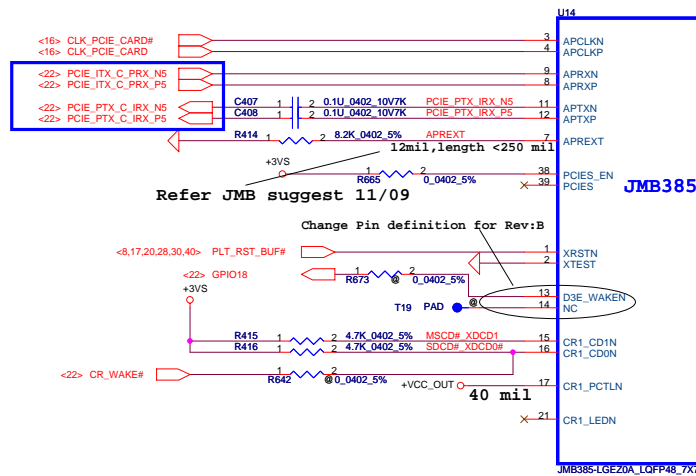 U14
<16> CLK_PCIE_CARD# 3 APCLKN
<16> CLK_PCIE_CARD 4 APCLKP
<22> PCIE_ITX_C_PRX_N5 9 APRXN
<22> PCIE_ITX_C_PRX_P5 8 APRXP
<22> PCIE_PTX_C_IRX_N5 C407 1 2 0.1U_0402_10V7K PCIE_PTX_IRX_N5 11 APTXN
<22> PCIE_PTX_C_IRX_P5 C408 1 2 0.1U_0402_10V7K PCIE_PTX_IRX_P5 12 APTXP
R414 1 2 8.2K_0402_5% APREXT 7 APREXT
12mil,length <250 mil
+3VS
R665 1 2 0_0402_5% 38 PCIES_EN
39 PCIES
JMB385
Refer JMB suggest 11/09
Change Pin definition for Rev:B
<8,17,20,28,30,40> PLT_RST_BUF# 1 XRSTN
2 XTEST
<22> GPIO18 R673 1 2 @ 0_0402_5% 13 D3E_WAKEN
+3VS
T19 PAD 14 NC
R415 1 2 4.7K_0402_5% MSCD#_XDCD1 15 CR1_CD1N
R416 1 2 4.7K_0402_5% SDCD#_XDCD0# 16 CR1_CD0N
<22> CR_WAKE# R642 1 2 @ 0_0402_5%
+VCC_OUT 40 mil 17 CR1_PCTLN
21 CR1_LEDN
JMB385-LGEZ0A_LQFP48_7X